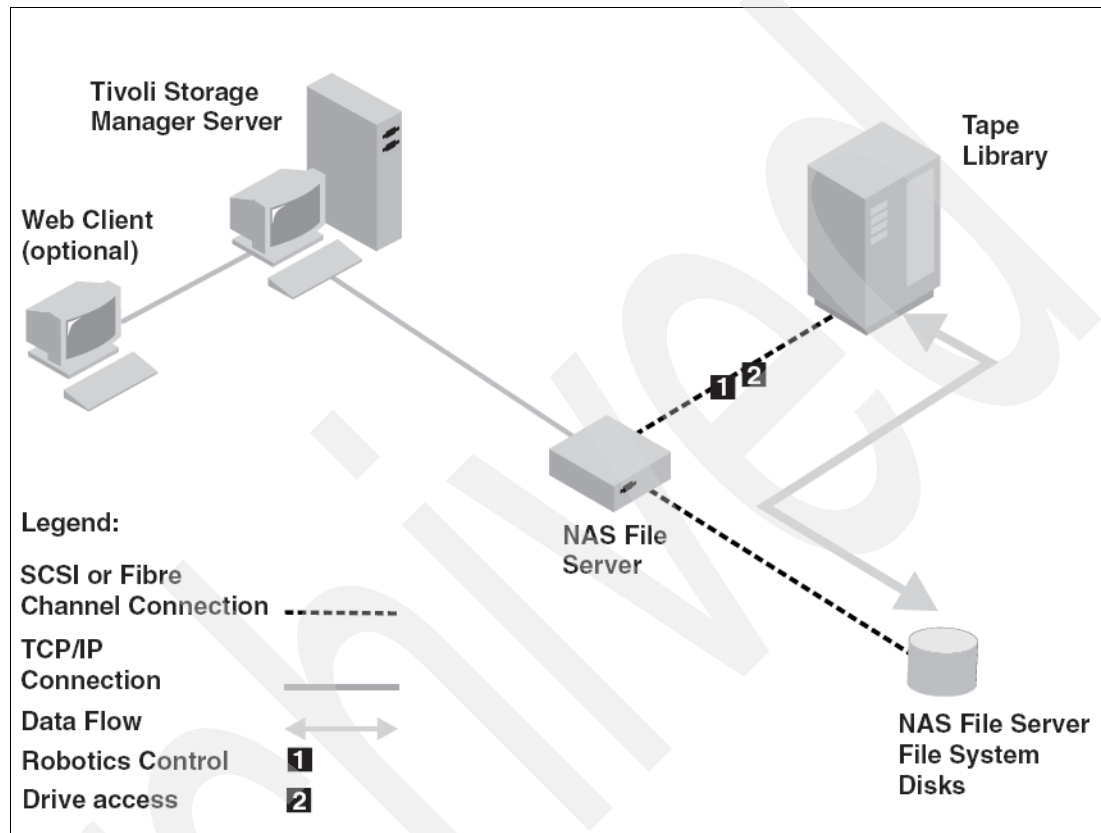 Tivoli Storage
Manager Server
Tape
Library
Web Client
(optional)
1
2
NAS File
Server
Legend:
SCSI or Fibre
Channel Connection
TCP/IP
Connection
Data Flow
Robotics Control 1
Drive access 2
NAS File Server
File System
Disks